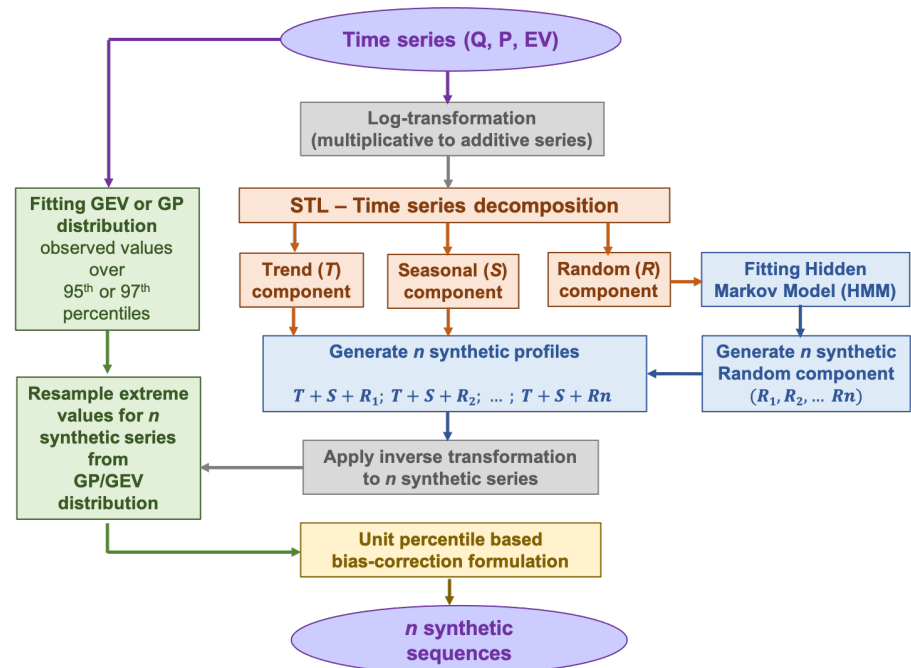 Time series (Q, P, EV)
Log-transformation
(multiplicative to additive series)
Fitting GEV or GP
distribution
observed values
over
95th or 97th
percentiles
STL – Time series decomposition
Trend (T)
component
Seasonal (S)
component
Random (R)
component
Fitting Hidden
Markov Model (HMM)
Generate n synthetic profiles
T + S + R₁; T + S + R₂; … ; T + S + Rn
Generate n synthetic
Random component
(R₁, R₂, … Rn)
Resample extreme
values for n
synthetic series
from
GP/GEV
distribution
Apply inverse transformation
to n synthetic series
Unit percentile based
bias-correction formulation
n synthetic
sequences